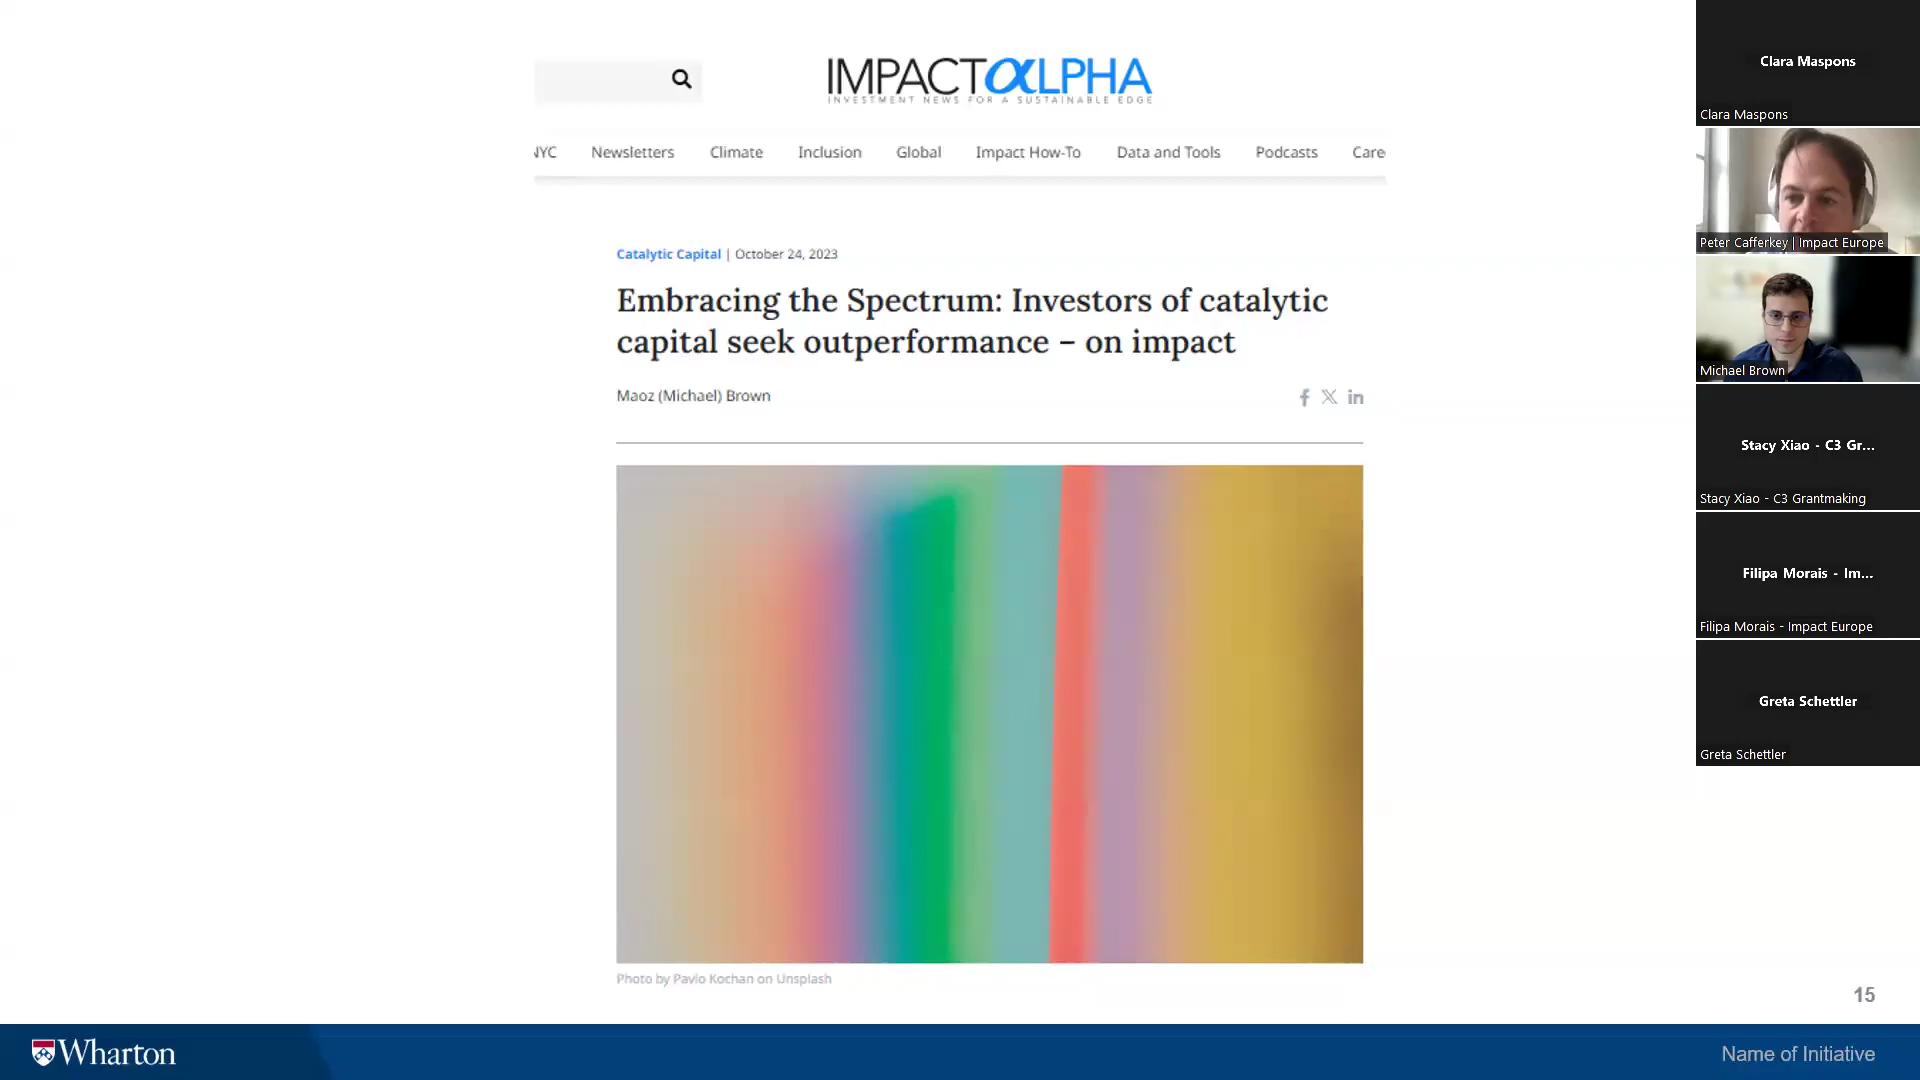 IMPACTαLPHA
INVESTMENT NEWS FOR A SUSTAINABLE EDGE
NYC Newsletters Climate Inclusion Global Impact How-To Data and Tools Podcasts Care
Catalytic Capital | October 24, 2023
Embracing the Spectrum: Investors of catalytic
capital seek outperformance – on impact
Maoz (Michael) Brown
Photo by Pavlo Kochan on Unsplash
15
Wharton
Name of Initiative
Clara Maspons
Clara Maspons
Peter Cafferkey | Impact Europe
Michael Brown
Stacy Xiao - C3 Gr...
Stacy Xiao - C3 Grantmaking
Filipa Morais - Im...
Filipa Morais - Impact Europe
Greta Schettler
Greta Schettler